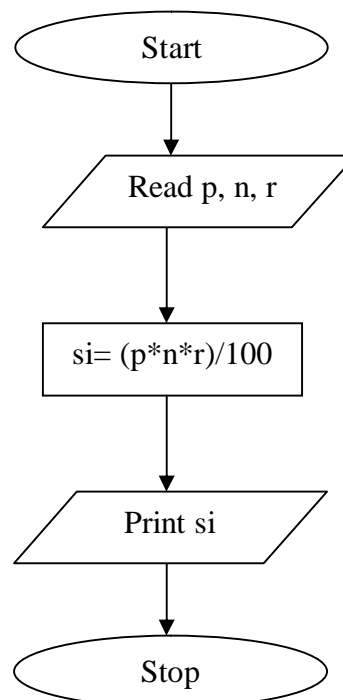 Start
Read p, n, r
si= (p*n*r)/100
Print si
Stop